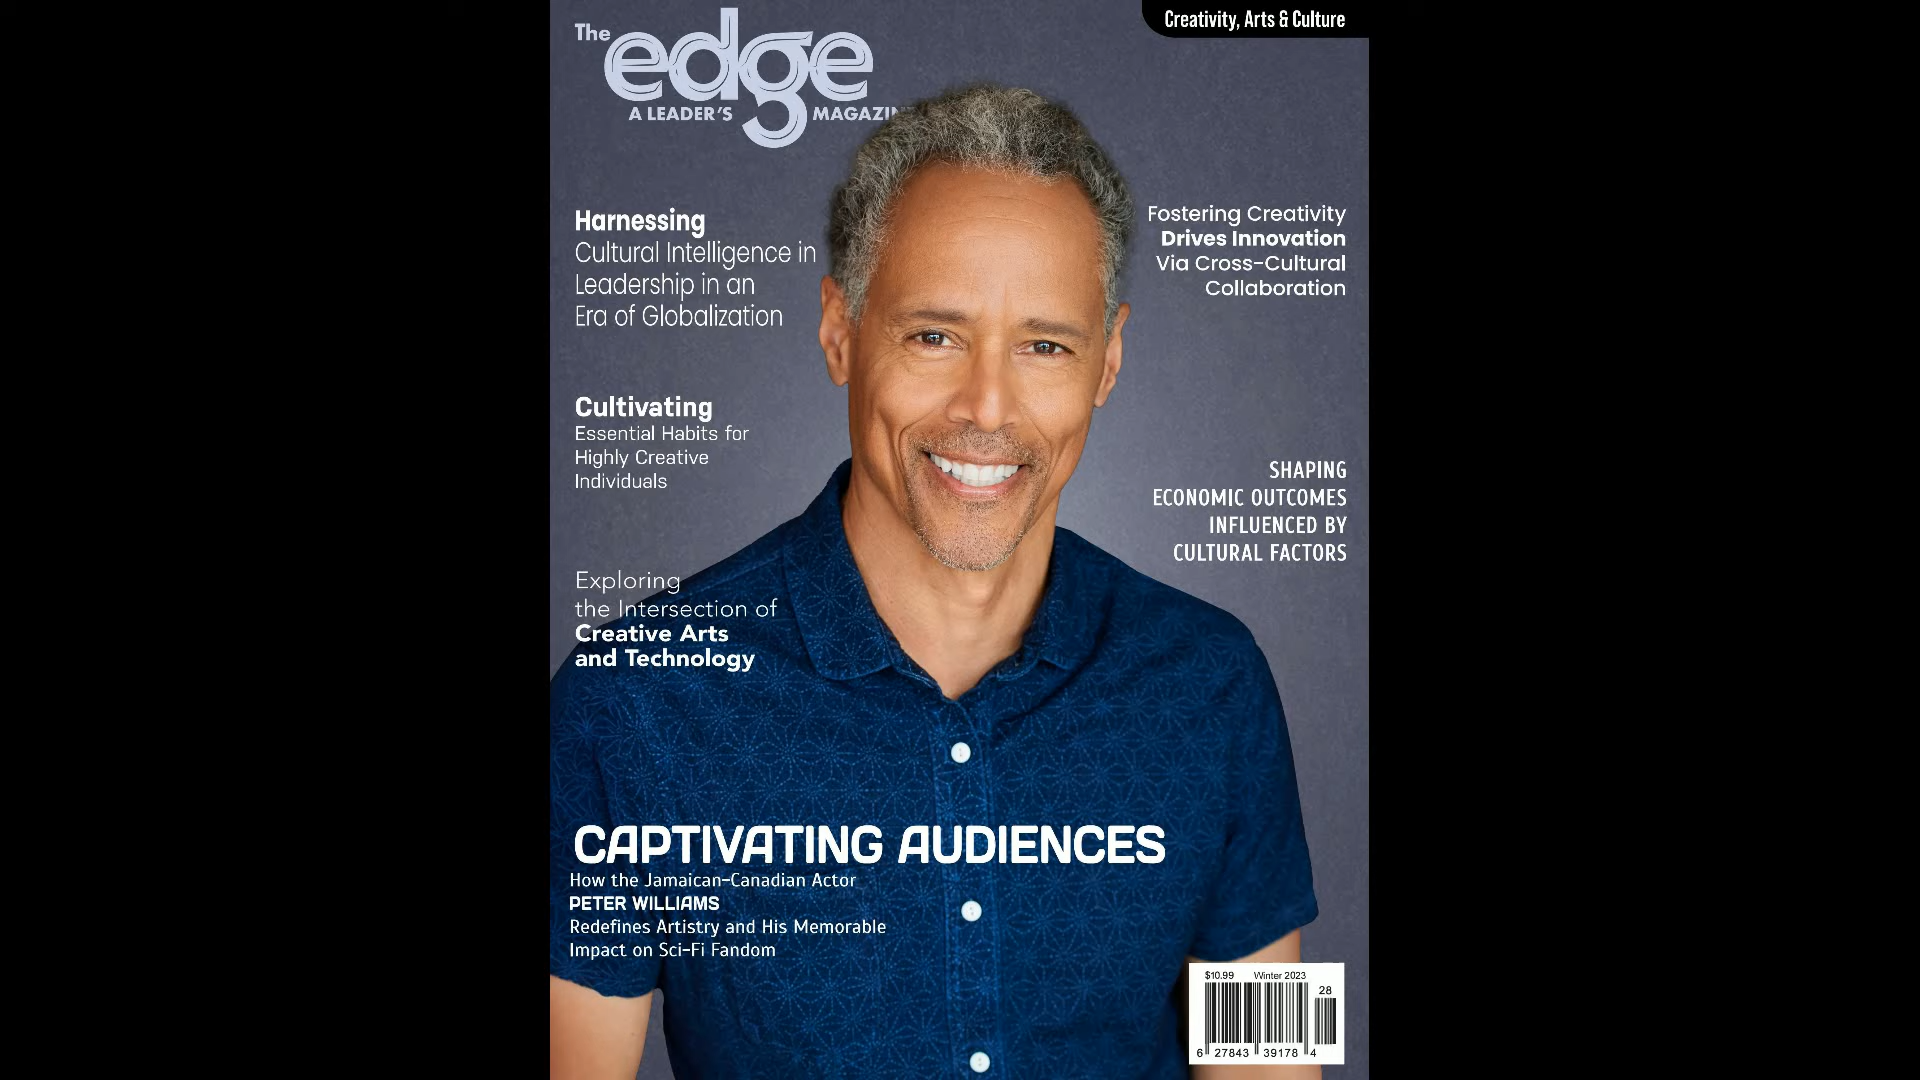 The
edge
A LEADER'S MAGAZIN
Creativity, Arts & Culture
Harnessing
Cultural Intelligence in
Leadership in an
Era of Globalization
Fostering Creativity
Drives Innovation
Via Cross-Cultural
Collaboration
Cultivating
Essential Habits for
Highly Creative
Individuals
SHAPING
ECONOMIC OUTCOMES
INFLUENCED BY
CULTURAL FACTORS
Exploring
the Intersection of
Creative Arts
and Technology
CAPTIVATING AUDIENCES
How the Jamaican-Canadian Actor
PETER WILLIAMS
Redefines Artistry and His Memorable
Impact on Sci-Fi Fandom
$10.99 Winter 2023
28
6 27843 39178 4